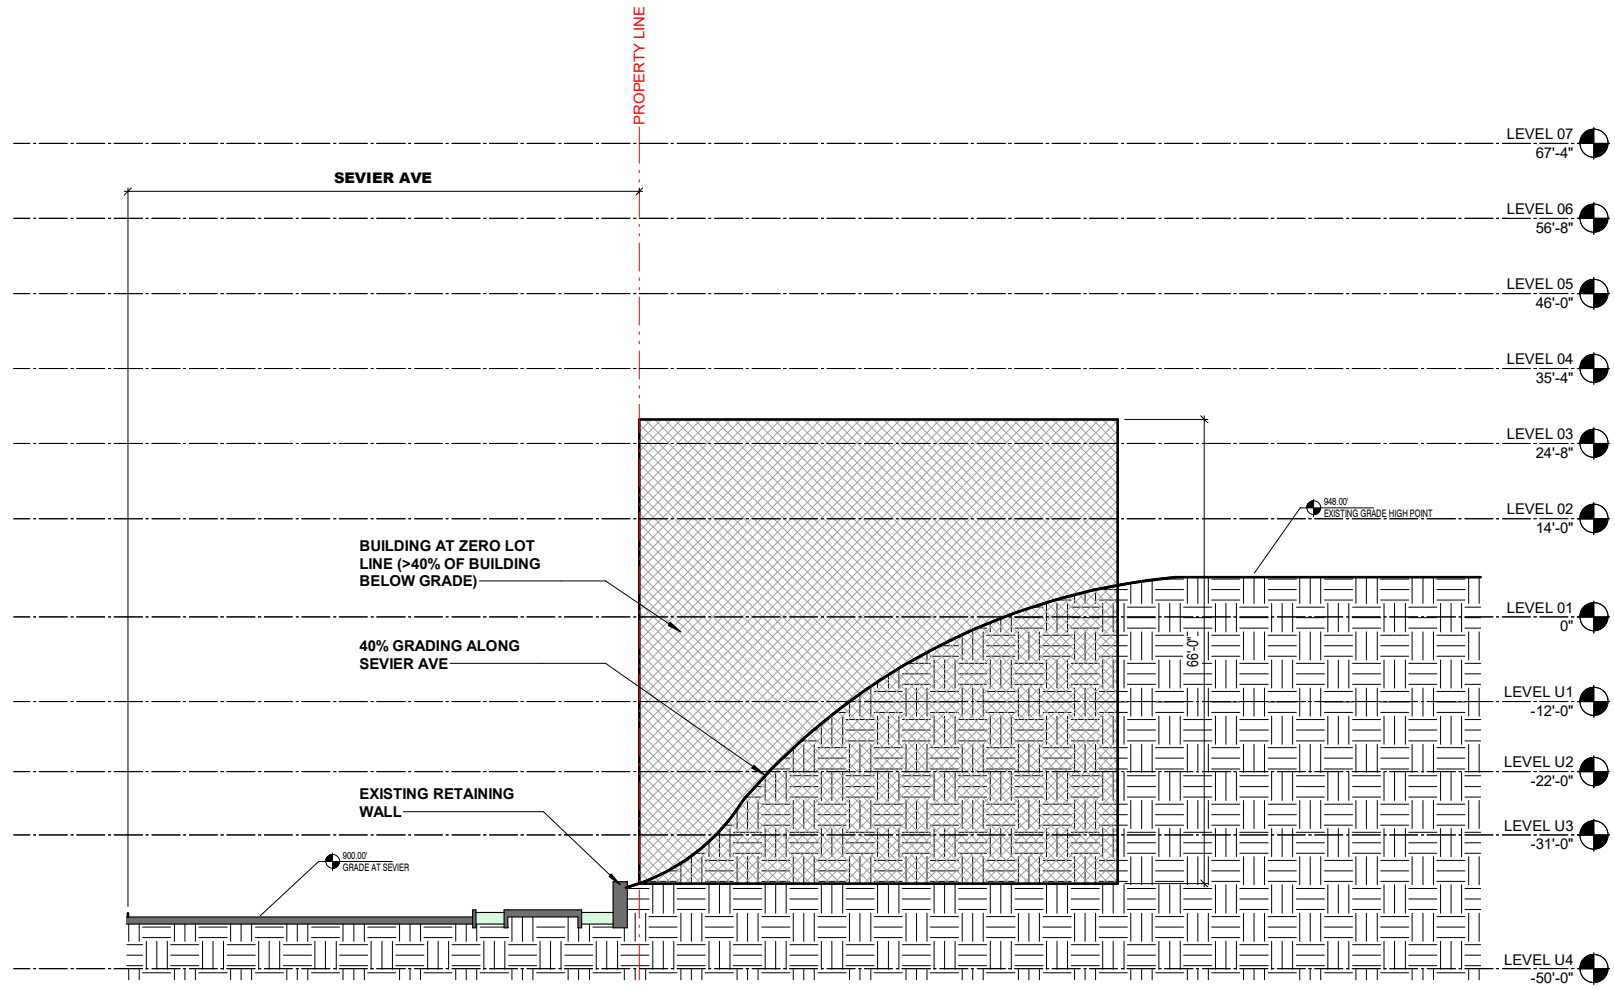 PROPERTY LINE
LEVEL 07
67'-4"
SEVIER AVE
LEVEL 06
56'-8"
LEVEL 05
46'-0"
LEVEL 04
35'-4"
LEVEL 03
24'-8"
948.00'
EXISTING GRADE HIGH POINT
LEVEL 02
14'-0"
BUILDING AT ZERO LOT
LINE (>40% OF BUILDING
BELOW GRADE)
LEVEL 01
0"
40% GRADING ALONG
SEVIER AVE
66'-0"
LEVEL U1
-12'-0"
LEVEL U2
-22'-0"
EXISTING RETAINING
WALL
LEVEL U3
-31'-0"
900.00'
GRADE AT SEVIER
LEVEL U4
-50'-0"